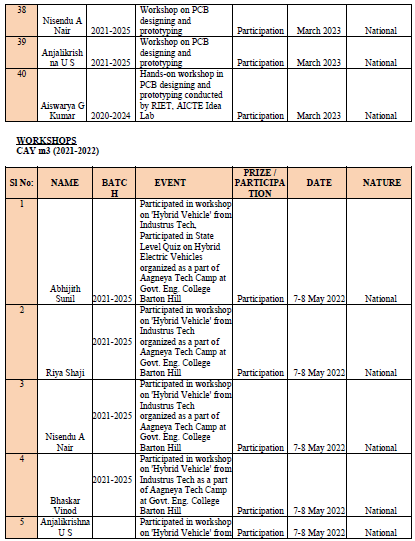 38
Nisendu A
Nair
2021-2025
Workshop on PCB
designing and
prototyping
Participation
March 2023
National
39
Anjalikrish
na U S
2021-2025
Workshop on PCB
designing and
prototyping
Participation
March 2023
National
40
Aiswarya G
Kumar
2020-2024
Hands-on workshop in
PCB designing and
prototyping conducted
by RIET, AICTE Idea
Lab
Participation
March 2023
National
WORKSHOPS
CAY m3 (2021-2022)
Sl No:
NAME
BATC
H
EVENT
PRIZE /
PARTICIPA
TION
DATE
NATURE
1
Abhijith
Sunil
2021-2025
Participated in workshop
on 'Hybrid Vehicle' from
Industrus Tech,
Participated in State
Level Quiz on Hybrid
Electric Vehicles
organized as a part of
Aagneya Tech Camp at
Govt. Eng. College
Barton Hill
Participation
7-8 May 2022
National
2
Riya Shaji
2021-2025
Participated in workshop
on 'Hybrid Vehicle' from
Industrus Tech
organized as a part of
Aagneya Tech Camp at
Govt. Eng. College
Barton Hill
Participation
7-8 May 2022
National
3
Nisendu A
Nair
2021-2025
Participated in workshop
on 'Hybrid Vehicle' from
Industrus Tech
organized as a part of
Aagneya Tech Camp at
Govt. Eng. College
Barton Hill
Participation
7-8 May 2022
National
4
Bhaskar
Vinod
2021-2025
Participated in workshop
on 'Hybrid Vehicle' from
Industrus Tech as a part
of Aagneya Tech Camp
at Govt. Eng. College
Barton Hill
Participation
7-8 May 2022
National
5
Anjalikrishna
U S
Participated in workshop
on 'Hybrid Vehicle' from
Participation
7-8 May 2022
National